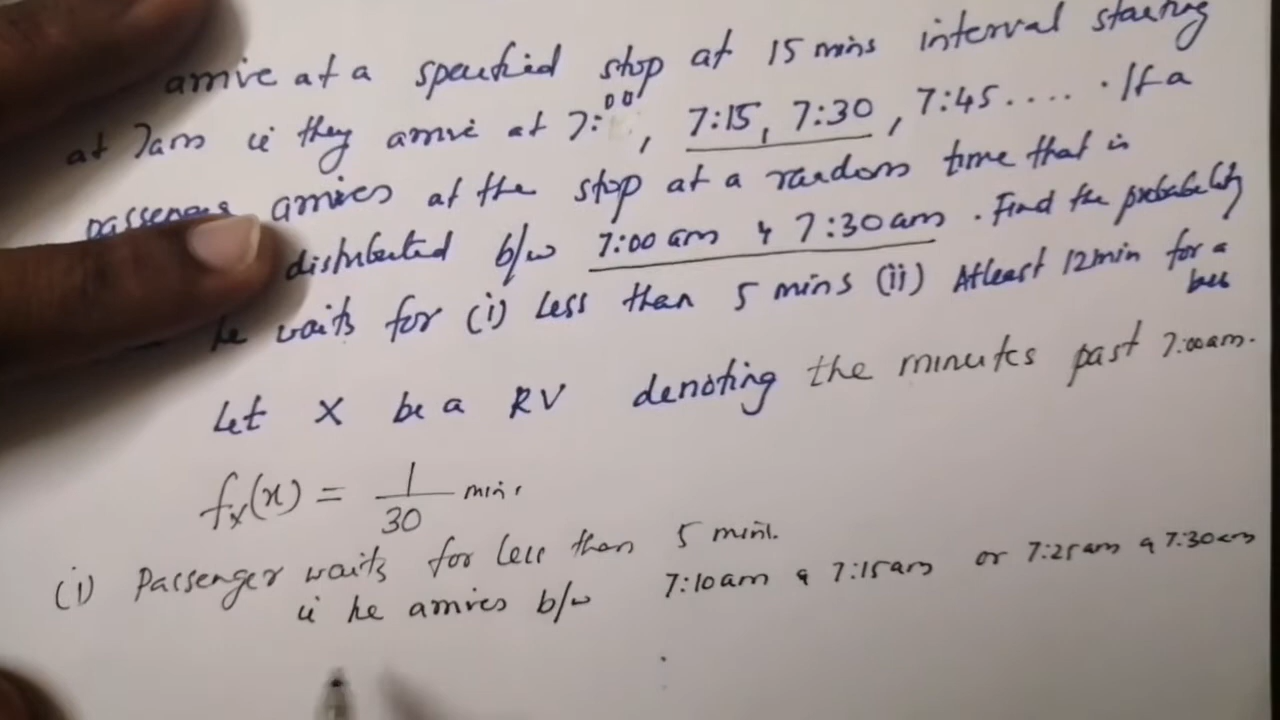 arrive at a specified stop at 15 mins interval starting
at 7am ie they arrive at 7:00, 7:15, 7:30, 7:45.... . If a
passenger arrives at the stop at a random time that is
distributed b/w 7:00 am & 7:30 am. Find the probability
he waits for (i) Less than 5 mins (ii) Atleast 12min for a
bus
Let X be a RV denoting the minutes past 7:00am.
fx(x) = 1/30 min.
(i) Passenger waits for less than 5 mins.
ie he arrives b/w 7:10am & 7:15am or 7:25am & 7:30am